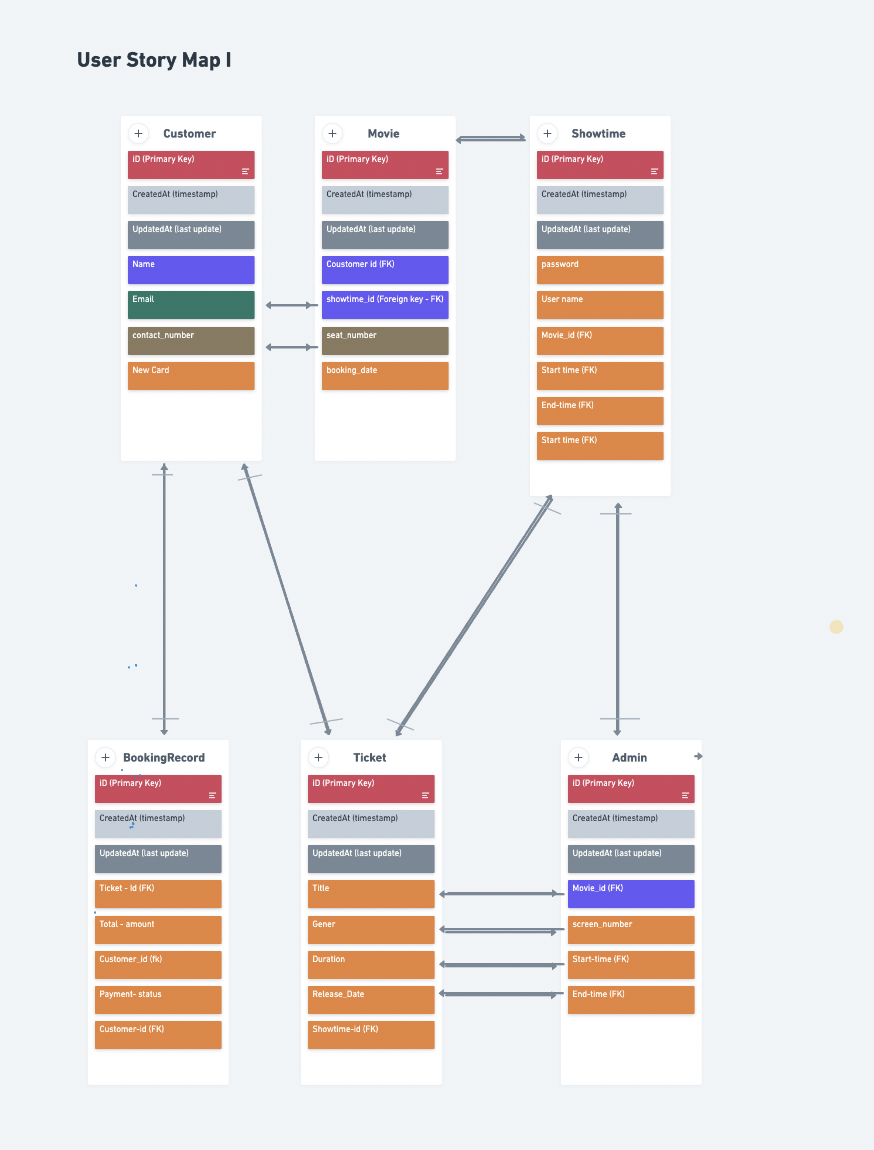 User Story Map I
Customer
iD (Primary Key)
CreatedAt (timestamp)
UpdatedAt (last update)
Name
Email
contact_number
New Card
Movie
iD (Primary Key)
CreatedAt (timestamp)
UpdatedAt (last update)
Coustomer id (FK)
showtime_id (Foreign key - FK)
seat_number
booking_date
Showtime
iD (Primary Key)
CreatedAt (timestamp)
UpdatedAt (last update)
password
User name
Movie_id (FK)
Start time (FK)
End-time (FK)
Start time (FK)
BookingRecord
iD (Primary Key)
CreatedAt (timestamp)
UpdatedAt (last update)
Ticket - id (FK)
Total - amount
Customer_id (fk)
Payment- status
Customer-id (FK)
Ticket
iD (Primary Key)
CreatedAt (timestamp)
UpdatedAt (last update)
Title
Gener
Duration
Release_Date
Showtime-id (FK)
Admin
iD (Primary Key)
CreatedAt (timestamp)
UpdatedAt (last update)
Movie_id (FK)
screen_number
Start-time (FK)
End-time (FK)